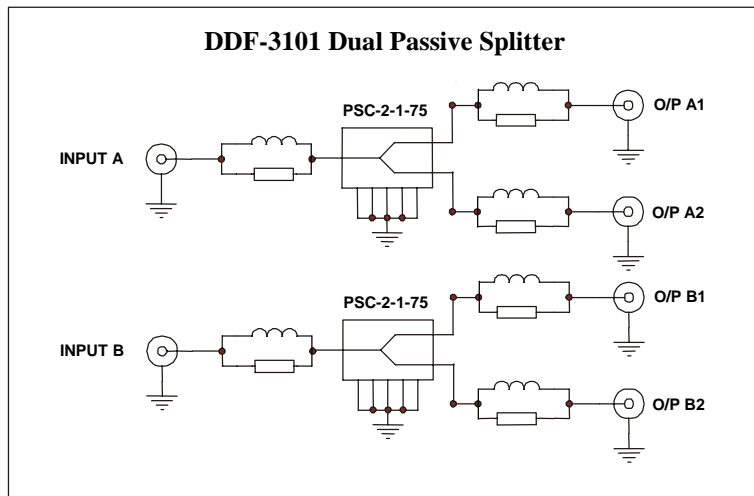 DDF-3101 Dual Passive Splitter
PSC-2-1-75
O/P A1
INPUT A
O/P A2
PSC-2-1-75
O/P B1
INPUT B
O/P B2